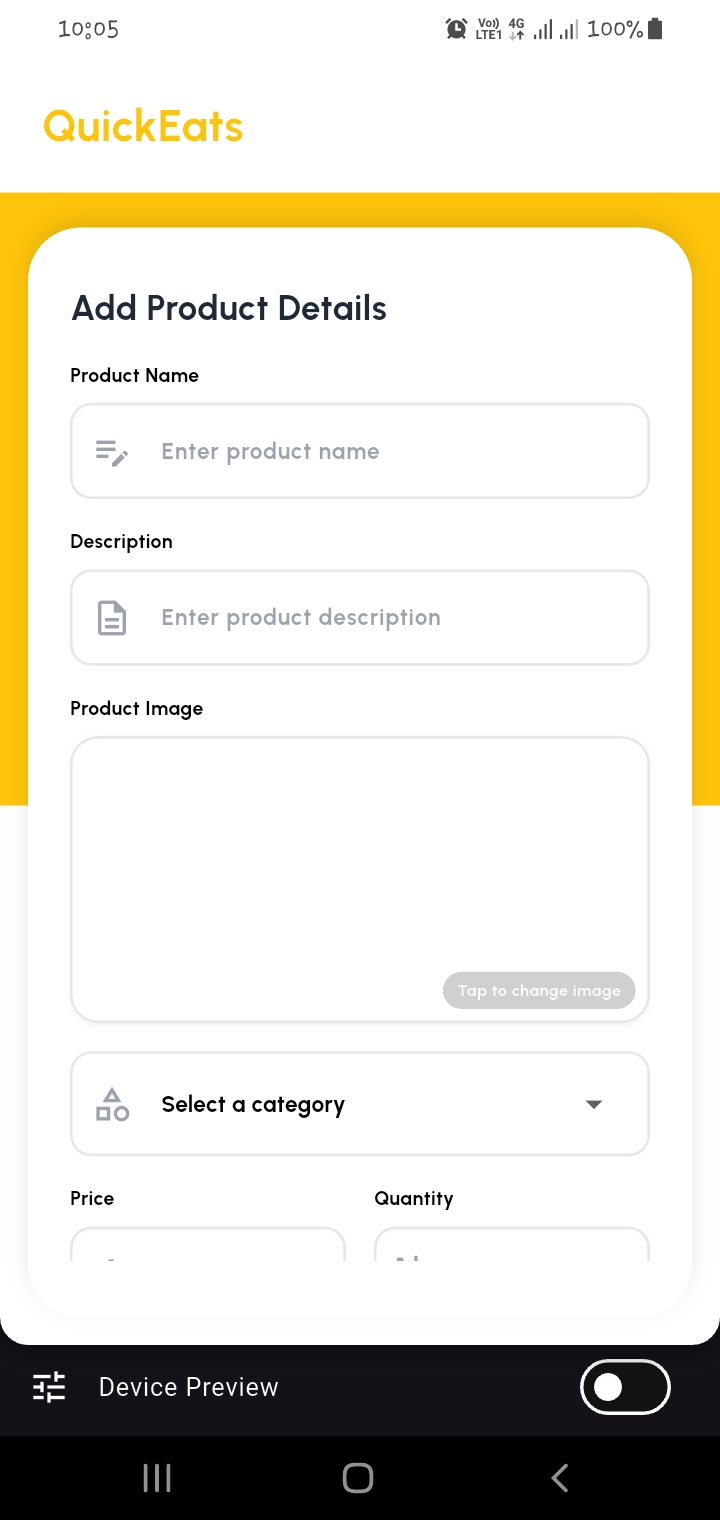 10:05
Vo)) LTE1 4G 100%
QuickEats
Add Product Details
Product Name
Enter product name
Description
Enter product description
Product Image
Tap to change image
Select a category
Price Quantity
Device Preview